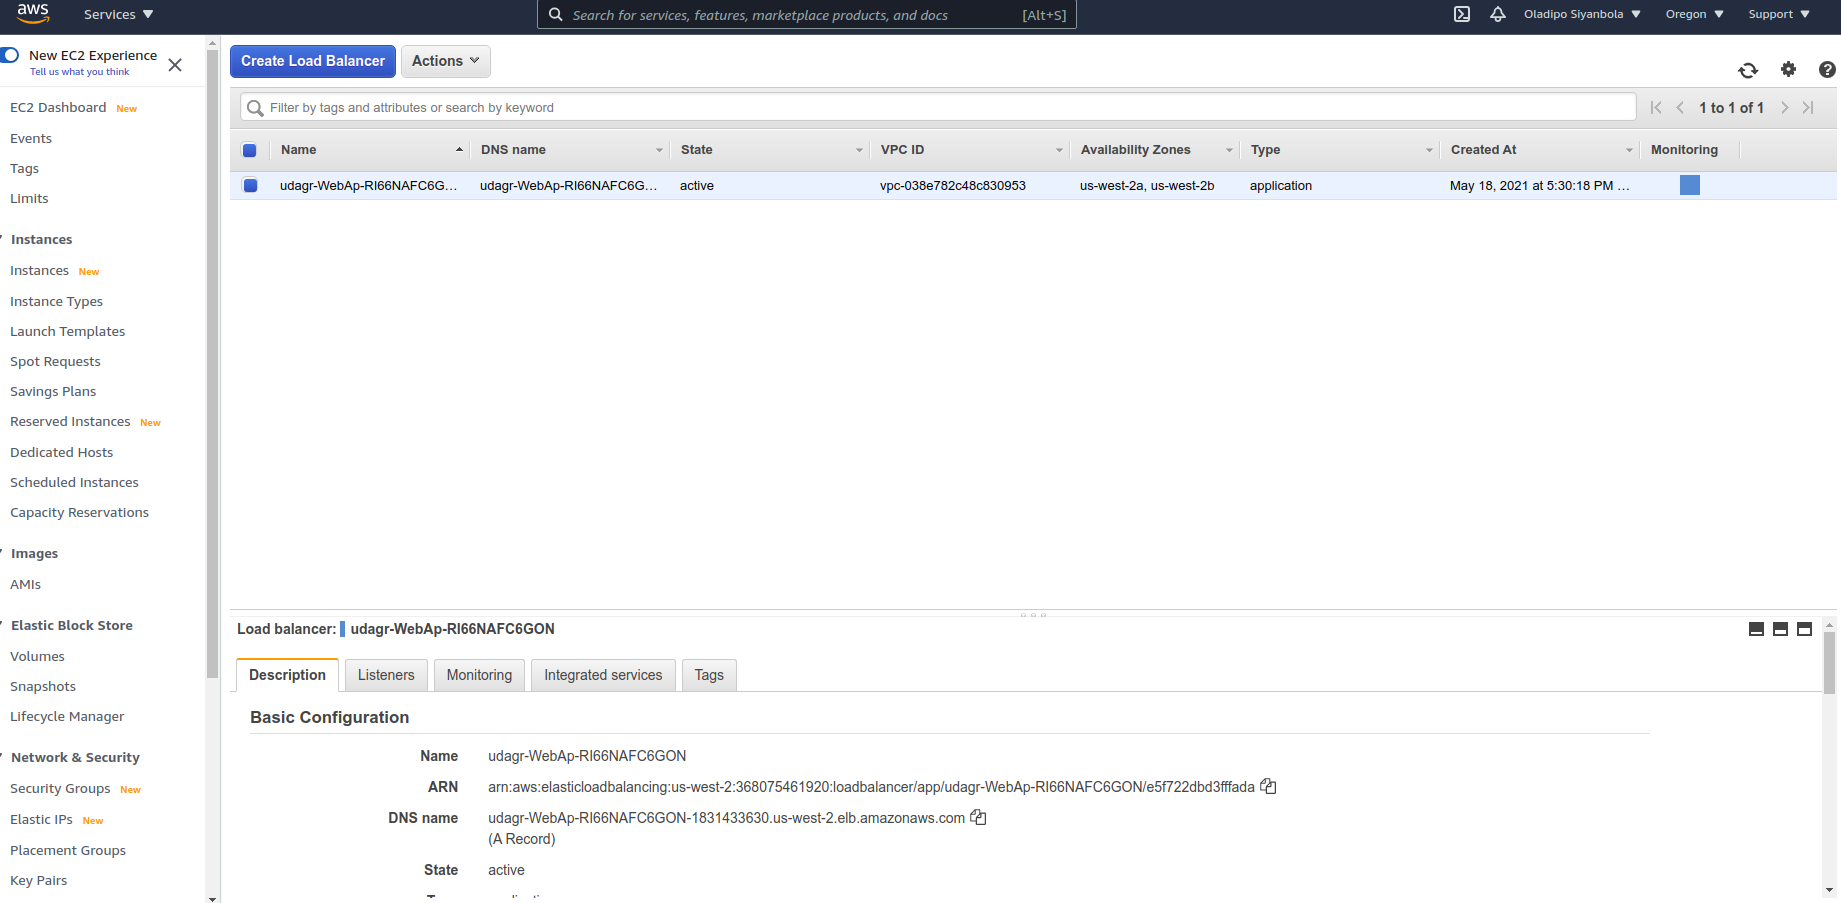 aws
Services
Search for services, features, marketplace products, and docs
[Alt+S]
Oladipo Siyanbola
Oregon
Support
New EC2 Experience
Tell us what you think
EC2 Dashboard New
Events
Tags
Limits
Instances
Instances New
Instance Types
Launch Templates
Spot Requests
Savings Plans
Reserved Instances New
Dedicated Hosts
Scheduled Instances
Capacity Reservations
Images
AMIs
Elastic Block Store
Volumes
Snapshots
Lifecycle Manager
Network & Security
Security Groups New
Elastic IPs New
Placement Groups
Key Pairs
Create Load Balancer
Actions
Filter by tags and attributes or search by keyword
1 to 1 of 1
Name DNS name State VPC ID Availability Zones Type Created At Monitoring
udagr-WebAp-RI66NAFC6G... udagr-WebAp-RI66NAFC6G... active vpc-038e782c48c830953 us-west-2a, us-west-2b application May 18, 2021 at 5:30:18 PM ...
Load balancer: udagr-WebAp-RI66NAFC6GON
Description Listeners Monitoring Integrated services Tags
Basic Configuration
Name udagr-WebAp-RI66NAFC6GON
ARN arn:aws:elasticloadbalancing:us-west-2:368075461920:loadbalancer/app/udagr-WebAp-RI66NAFC6GON/e5f722dbd3fffada
DNS name udagr-WebAp-RI66NAFC6GON-1831433630.us-west-2.elb.amazonaws.com
(A Record)
State active